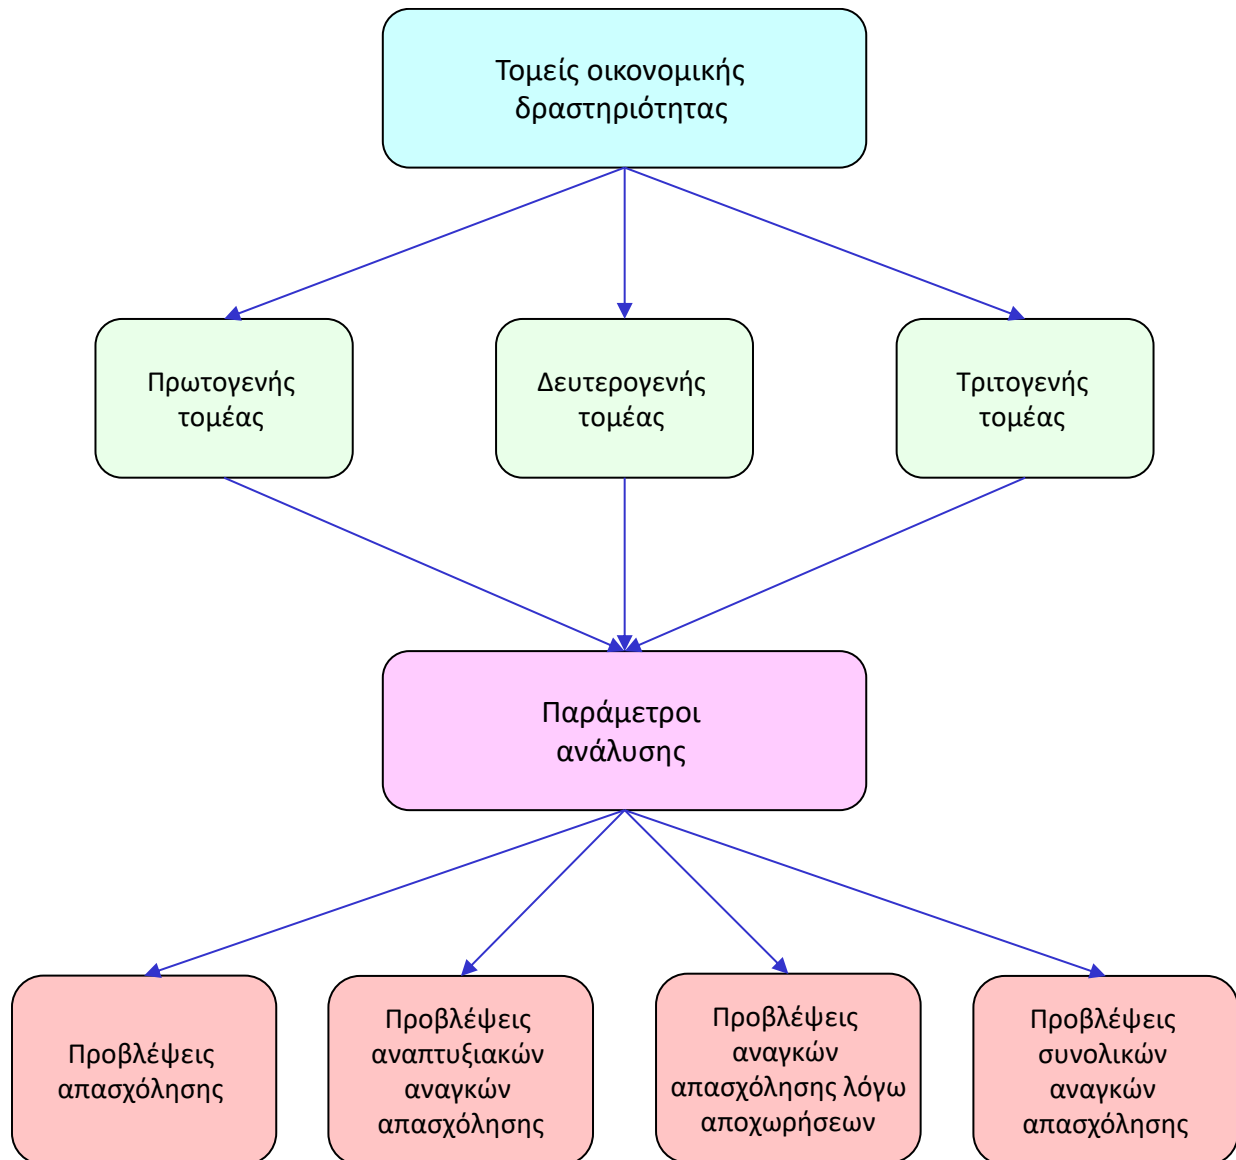 Τομείς οικονομικής
δραστηριότητας
Πρωτογενής
τομέας
Δευτερογενής
τομέας
Τριτογενής
τομέας
Παράμετροι
ανάλυσης
Προβλέψεις
απασχόλησης
Προβλέψεις
αναπτυξιακών
αναγκών
απασχόλησης
Προβλέψεις
αναγκών
απασχόλησης λόγω
αποχωρήσεων
Προβλέψεις
συνολικών
αναγκών
απασχόλησης